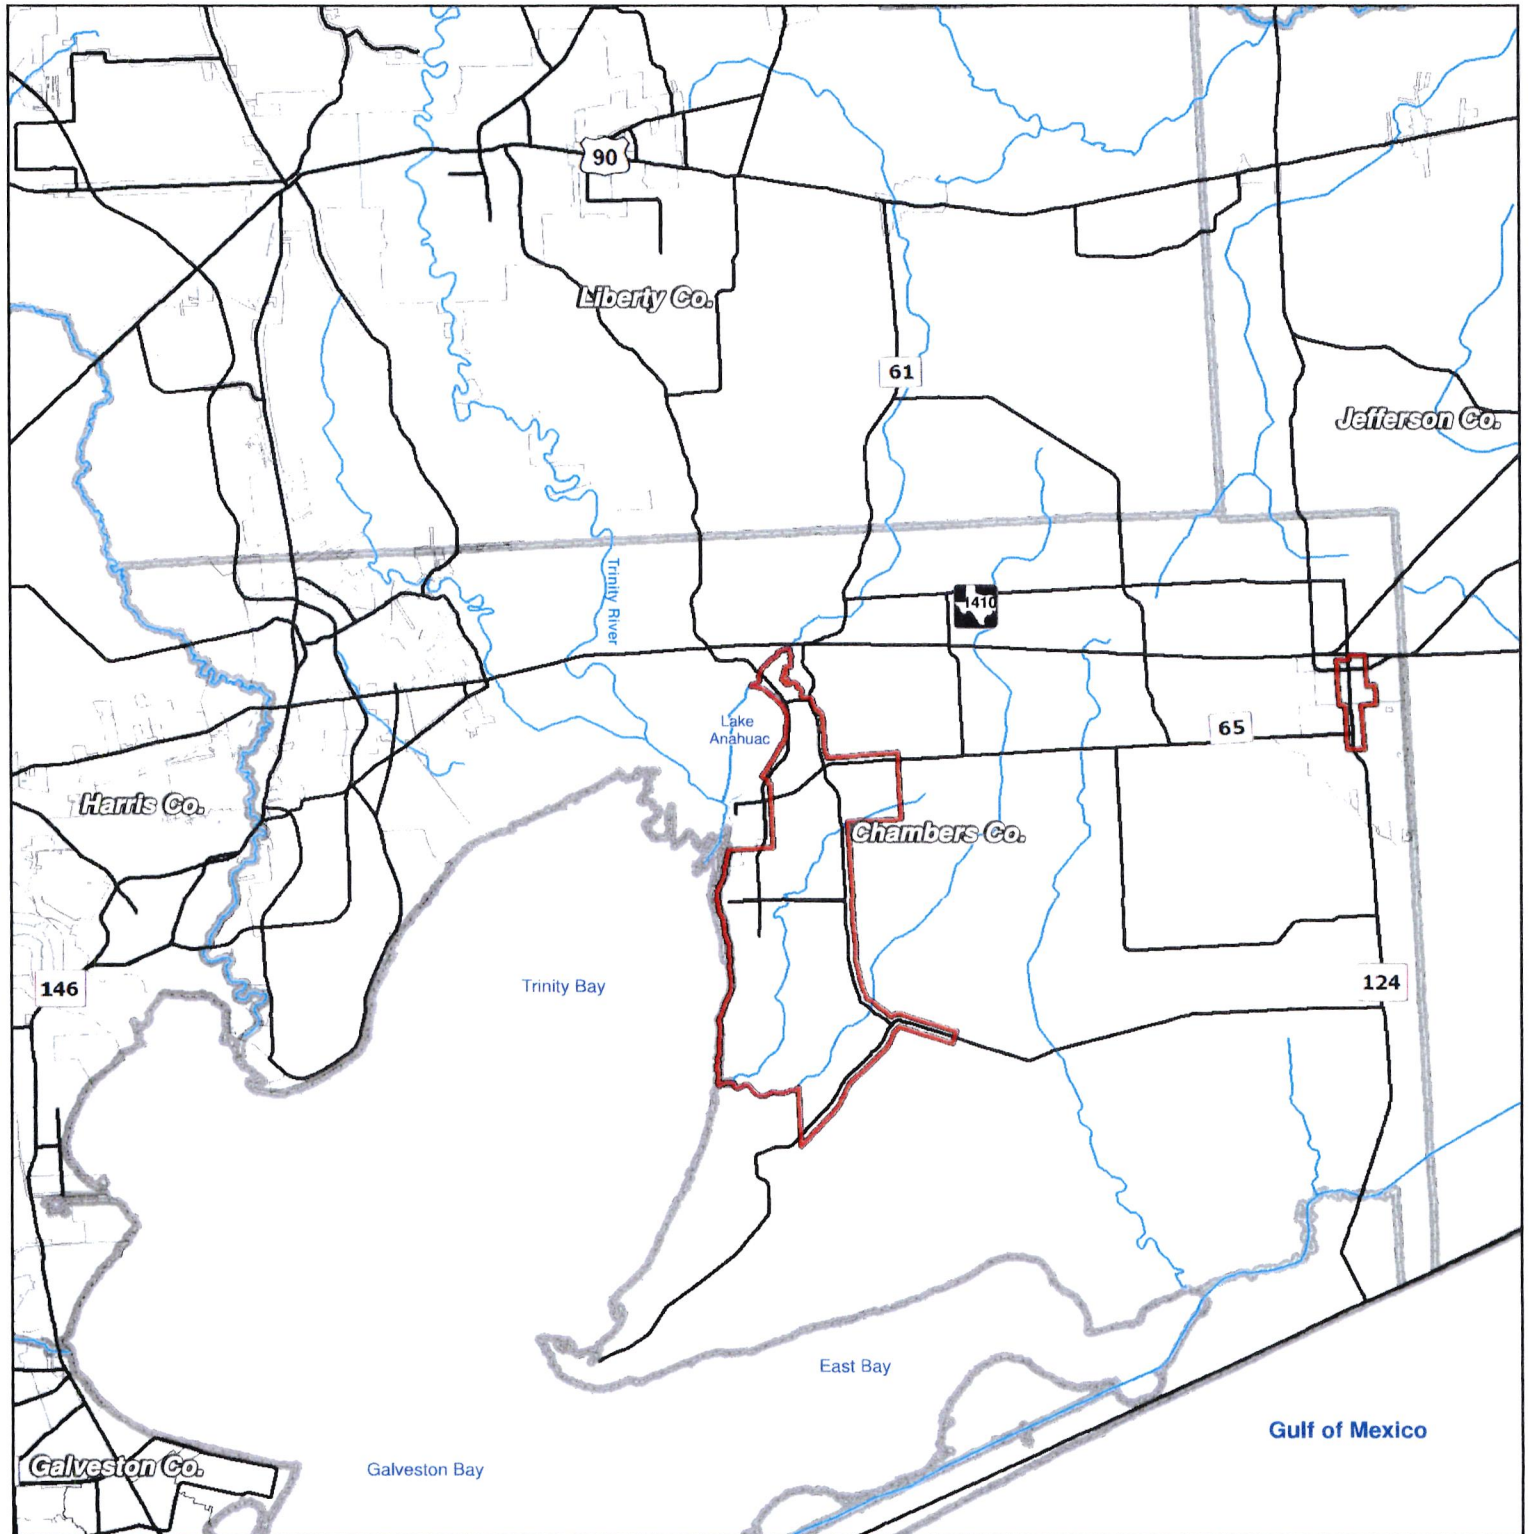 90
Liberty Co.
61
Jefferson Co.
Trinity River
1410
Lake
Anahuac
65
Harris Co.
Chambers Co.
146
Trinity Bay
124
East Bay
Gulf of Mexico
Galveston Co.
Galveston Bay